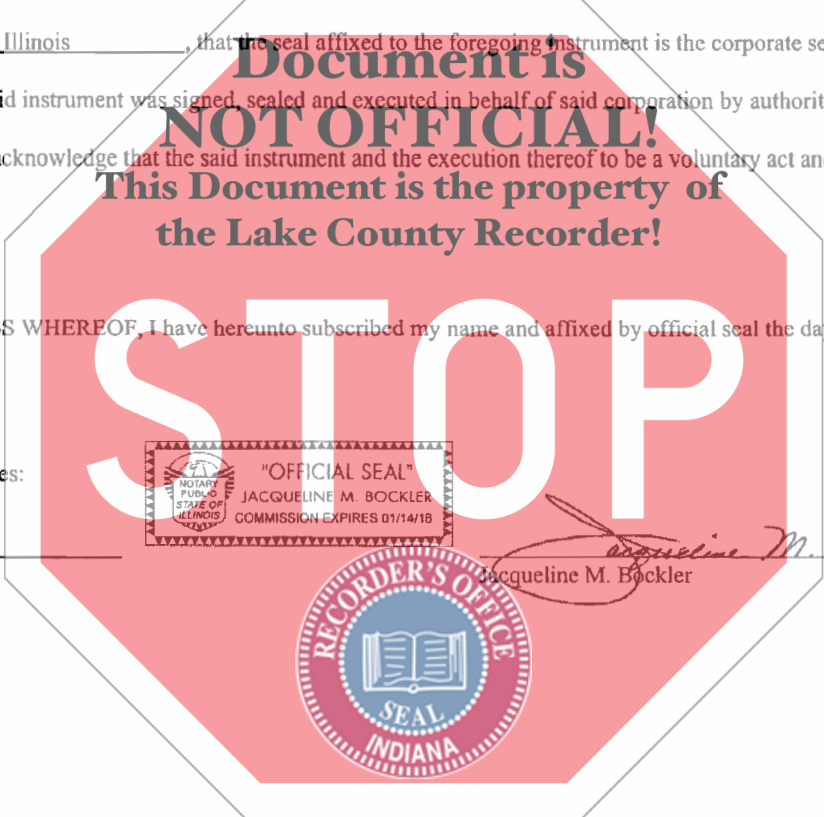 Illinois , that the seal affixed to the foregoing instrument is the corporate se
Document is
d instrument was signed, sealed and executed in behalf of said corporation by authorit
NOT OFFICIAL!
cknowledge that the said instrument and the execution thereof to be a voluntary act an
This Document is the property of
the Lake County Recorder!
S WHEREOF, I have hereunto subscribed my name and affixed by official seal the da
STOP
es:
"OFFICIAL SEAL"
JACQUELINE M. BOCKLER
COMMISSION EXPIRES 01/14/18
NOTARY
PUBLIC
STATE OF
ILLINOIS
Jacqueline M.
Jacqueline M. Bockler
RECORDER'S OFFICE
SEAL
INDIANA